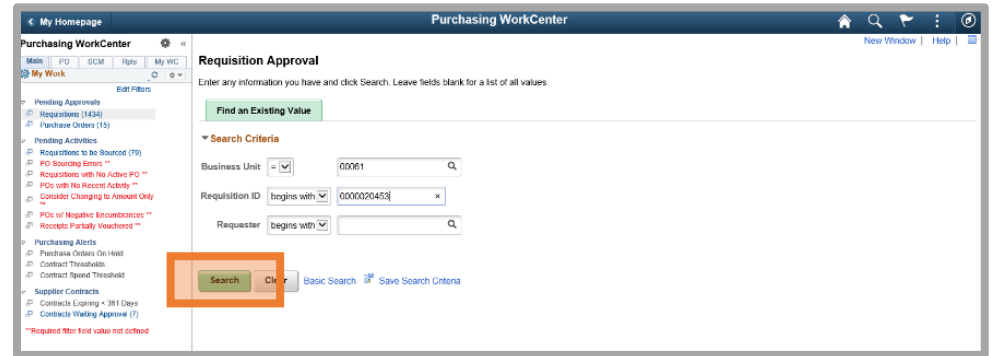 My Homepage
Purchasing WorkCenter
New Window | Help |
Purchasing WorkCenter
Main PO SCM Rpts My WC
My Work
Edit Filters
Pending Approvals
Requisitions (1434)
Purchase Orders (15)
Pending Activities
Requisitions to be Sourced (79)
PO Sourcing Errors **
Requisitions with No Active PO **
POs with No Recent Activity **
Consider Changing to Amount Only
**
POs w/ Negative Encumbrances **
Receipts Partially Vouchered **
Purchasing Alerts
Purchase Orders On Hold
Contract Thresholds
Contract Spend Threshold
Supplier Contracts
Contracts Expiring < 361 Days
Contracts Waiting Approval (7)
**Required filter field value not defined
Requisition Approval
Enter any information you have and click Search. Leave fields blank for a list of all values.
Find an Existing Value
Search Criteria
Business Unit = 00061
Requisition ID begins with 0000020453 ×
Requester begins with
Search Clear Basic Search Save Search Criteria